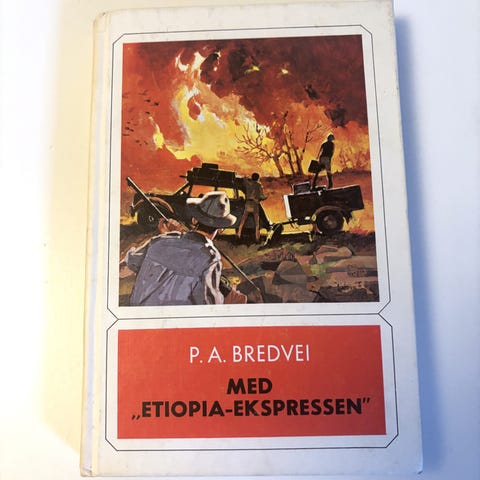 P. A. BREDVEI
MED
„ETIOPIA-EKSPRESSEN”